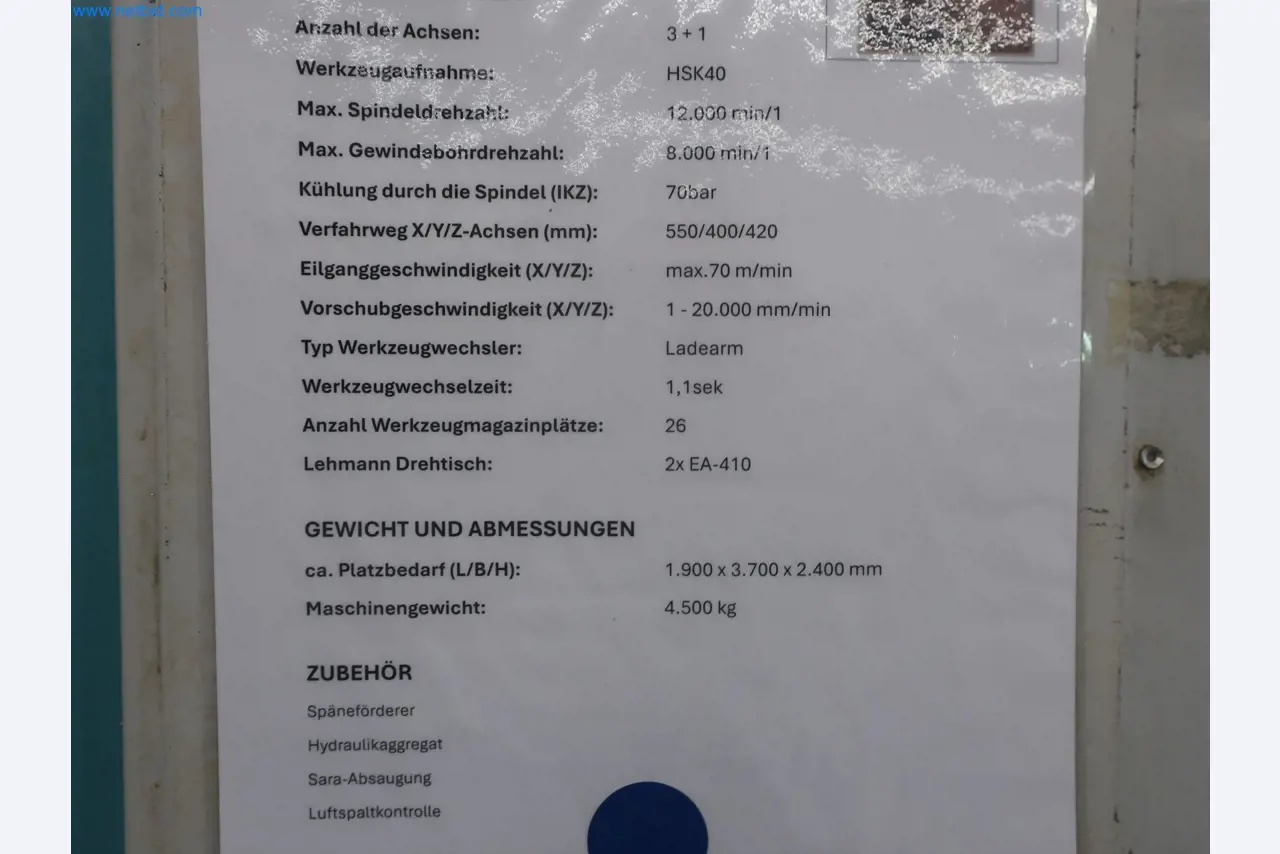 www.netbid.com
Anzahl der Achsen: 3 + 1
Werkzeugaufnahme: HSK40
Max. Spindeldrehzahl: 12.000 min/1
Max. Gewindebohrdrehzahl: 8.000 min/1
Kühlung durch die Spindel (IKZ): 70bar
Verfahrweg X/Y/Z-Achsen (mm): 550/400/420
Eilganggeschwindigkeit (X/Y/Z): max.70 m/min
Vorschubgeschwindigkeit (X/Y/Z): 1 - 20.000 mm/min
Typ Werkzeugwechsler: Ladearm
Werkzeugwechselzeit: 1,1sek
Anzahl Werkzeugmagazinplätze: 26
Lehmann Drehtisch: 2x EA-410
GEWICHT UND ABMESSUNGEN
ca. Platzbedarf (L/B/H): 1.900 x 3.700 x 2.400 mm
Maschinengewicht: 4.500 kg
ZUBEHÖR
Späneförderer
Hydraulikaggregat
Sara-Absaugung
Luftspaltkontrolle